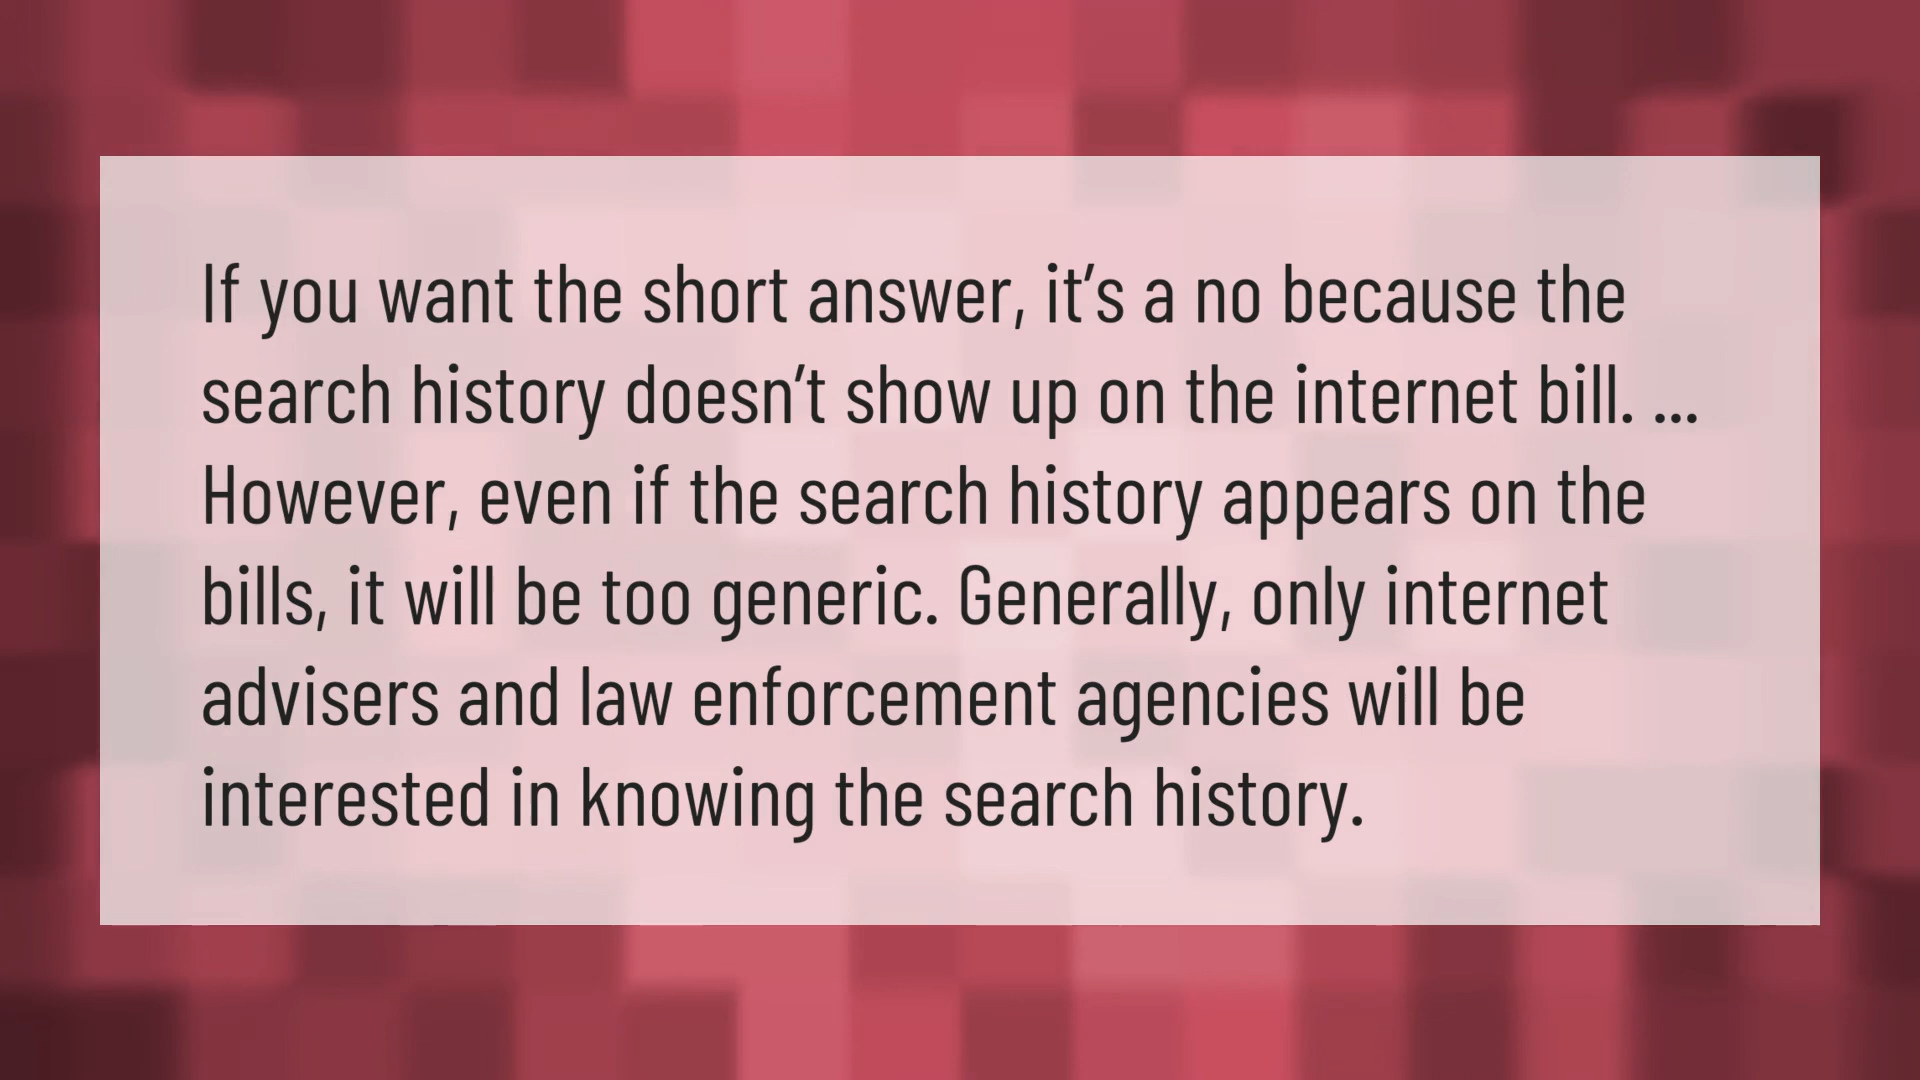 If you want the short answer, it’s a no because the
search history doesn’t show up on the internet bill. ...
However, even if the search history appears on the
bills, it will be too generic. Generally, only internet
advisers and law enforcement agencies will be
interested in knowing the search history.